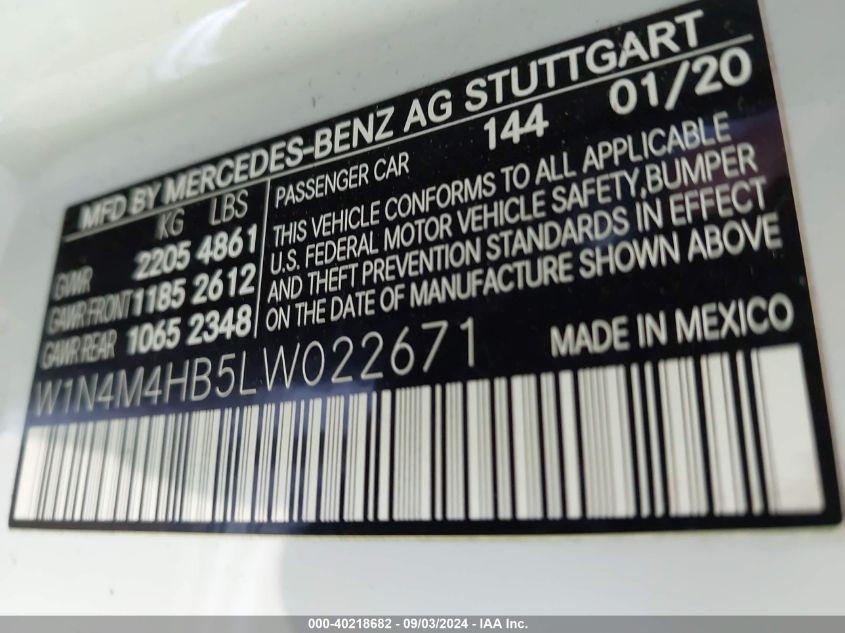 MFD BY MERCEDES-BENZ AG STUTTGART
KG LBS
GVWR 2205 4861
GAWR FRONT 1185 2612
GAWR REAR 1065 2348
144 01/20
PASSENGER CAR
THIS VEHICLE CONFORMS TO ALL APPLICABLE
U.S. FEDERAL MOTOR VEHICLE SAFETY, BUMPER
AND THEFT PREVENTION STANDARDS IN EFFECT
ON THE DATE OF MANUFACTURE SHOWN ABOVE
W1N4M4HB5LW022671
MADE IN MEXICO
000-40218682 - 09/03/2024 - IAA Inc.